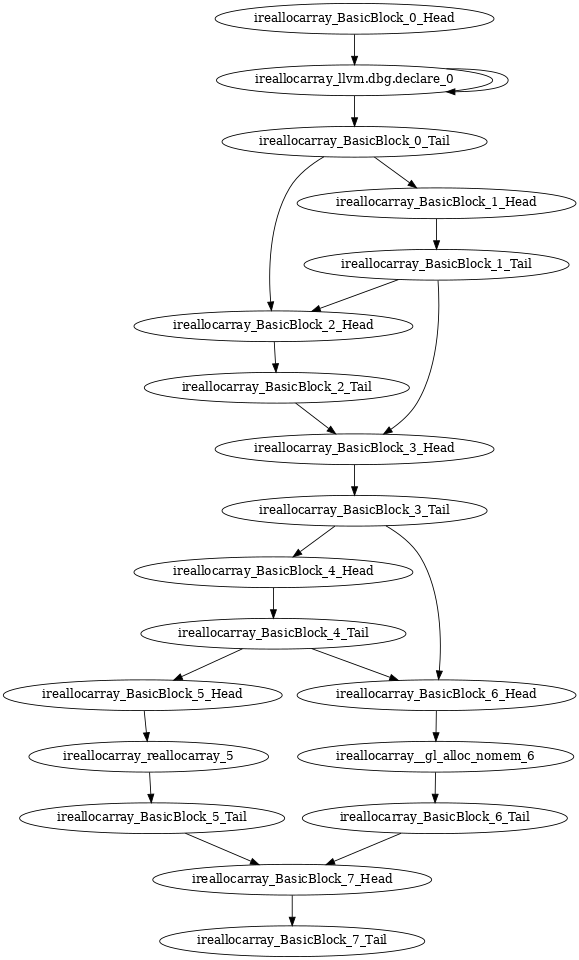 ireallocarray_BasicBlock_0_Head
ireallocarray_llvm.dbg.declare_0
ireallocarray_BasicBlock_0_Tail
ireallocarray_BasicBlock_1_Head
ireallocarray_BasicBlock_1_Tail
ireallocarray_BasicBlock_2_Head
ireallocarray_BasicBlock_2_Tail
ireallocarray_BasicBlock_3_Head
ireallocarray_BasicBlock_3_Tail
ireallocarray_BasicBlock_4_Head
ireallocarray_BasicBlock_4_Tail
ireallocarray_BasicBlock_5_Head
ireallocarray_BasicBlock_6_Head
ireallocarray_reallocarray_5
ireallocarray__gl_alloc_nomem_6
ireallocarray_BasicBlock_5_Tail
ireallocarray_BasicBlock_6_Tail
ireallocarray_BasicBlock_7_Head
ireallocarray_BasicBlock_7_Tail